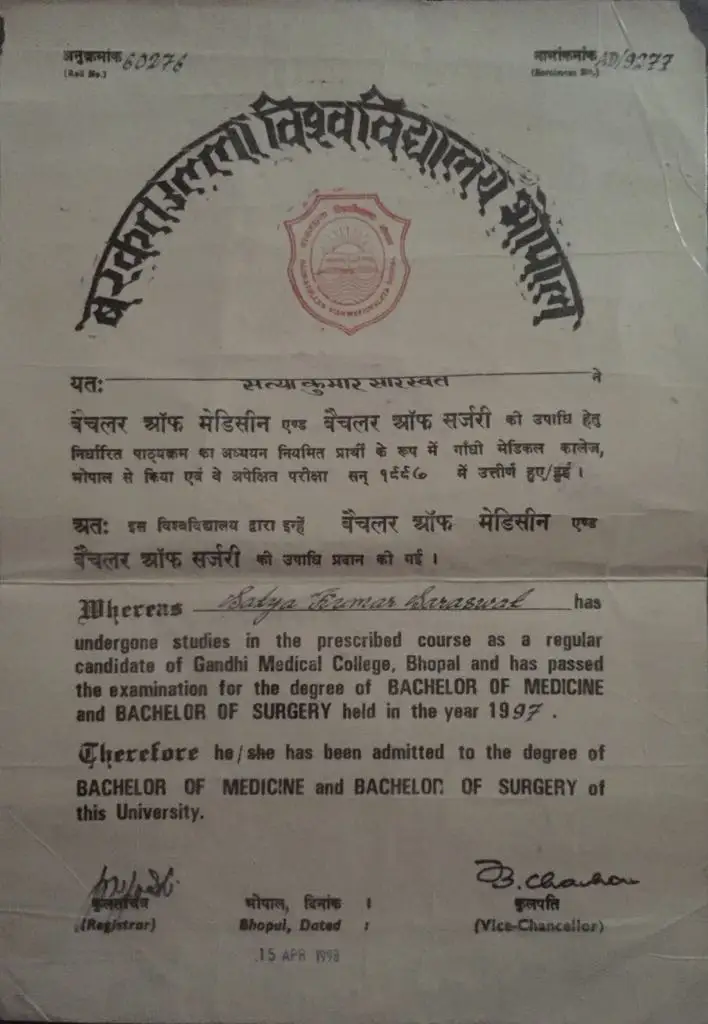 अनुक्रमांक 60276
(Roll No.)
नामांकनांक AD/9277
(Enrolment No.)
बरकतउल्ला विश्वविद्यालय भोपाल
यतः सत्या कुमार सारस्वत ने
बैचलर ऑफ मेडिसीन एण्ड बैचलर ऑफ सर्जरी की उपाधि हेतु
निर्धारित पाठ्यक्रम का अध्ययन नियमित प्रार्थी के रूप में गाँधी मेडिकल कालेज,
भोपाल से किया एवं वे अपेक्षित परीक्षा सन् १९९७ में उत्तीर्ण हुए/हुई ।
अतः इस विश्वविद्यालय द्वारा इन्हें बैचलर ऑफ मेडिसीन एण्ड
बैचलर ऑफ सर्जरी की उपाधि प्रदान की गई ।
Whereas Satya Kumar Saraswat has
undergone studies in the prescribed course as a regular
candidate of Gandhi Medical College, Bhopal and has passed
the examination for the degree of BACHELOR OF MEDICINE
and BACHELOR OF SURGERY held in the year 1997.
Therefore he/she has been admitted to the degree of
BACHELOR OF MEDICINE and BACHELOR OF SURGERY of
this University.
B. Chauhan
कुलसचिव
(Registrar)
भोपाल, दिनांक :
Bhopal, Dated :
कुलपति
(Vice-Chancellor)
15 APR 1998